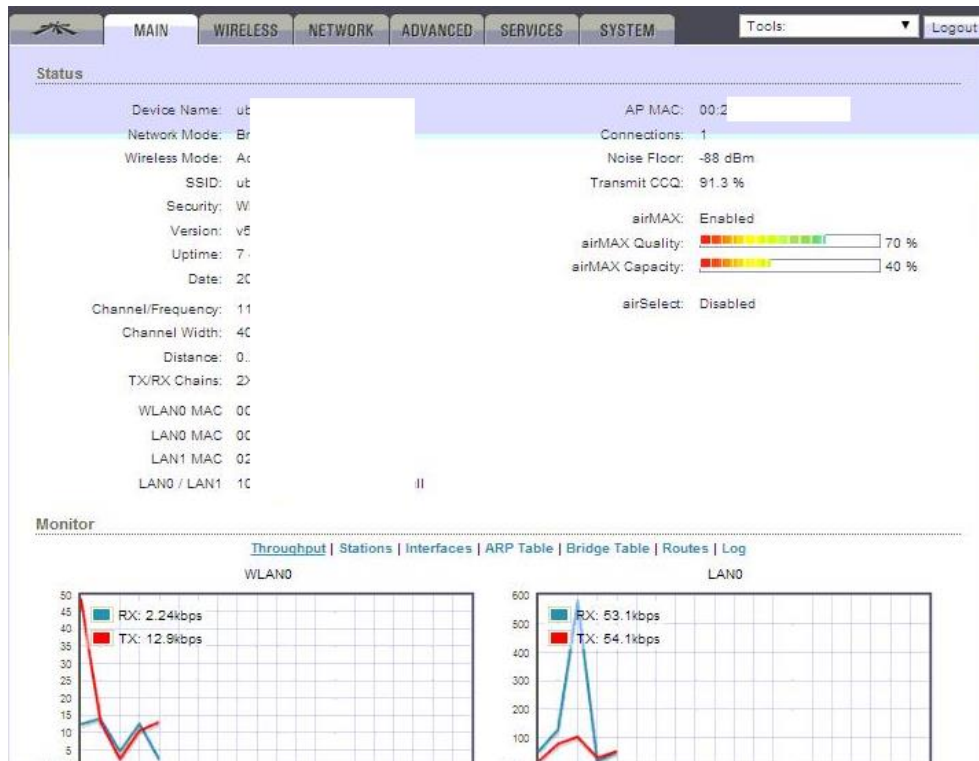 MAIN WIRELESS NETWORK ADVANCED SERVICES SYSTEM Tools: Logout
Status
Device Name: ub
Network Mode: Br
Wireless Mode: Ac
SSID: ub
Security: W
Version: v5
Uptime: 7
Date: 20
Channel/Frequency: 11
Channel Width: 40
Distance: 0.
TX/RX Chains: 2X
WLAN0 MAC 00
LAN0 MAC 00
LAN1 MAC 02
LAN0 / LAN1 10
AP MAC: 00:2
Connections: 1
Noise Floor: -88 dBm
Transmit CCQ: 91.3 %
airMAX: Enabled
airMAX Quality: 70 %
airMAX Capacity: 40 %
airSelect: Disabled
Monitor
Throughput | Stations | Interfaces | ARP Table | Bridge Table | Routes | Log
WLAN0
RX: 2.24kbps
TX: 12.9kbps
50
45
40
35
30
25
20
15
10
5
LAN0
RX: 53.1kbps
TX: 54.1kbps
600
500
400
300
200
100